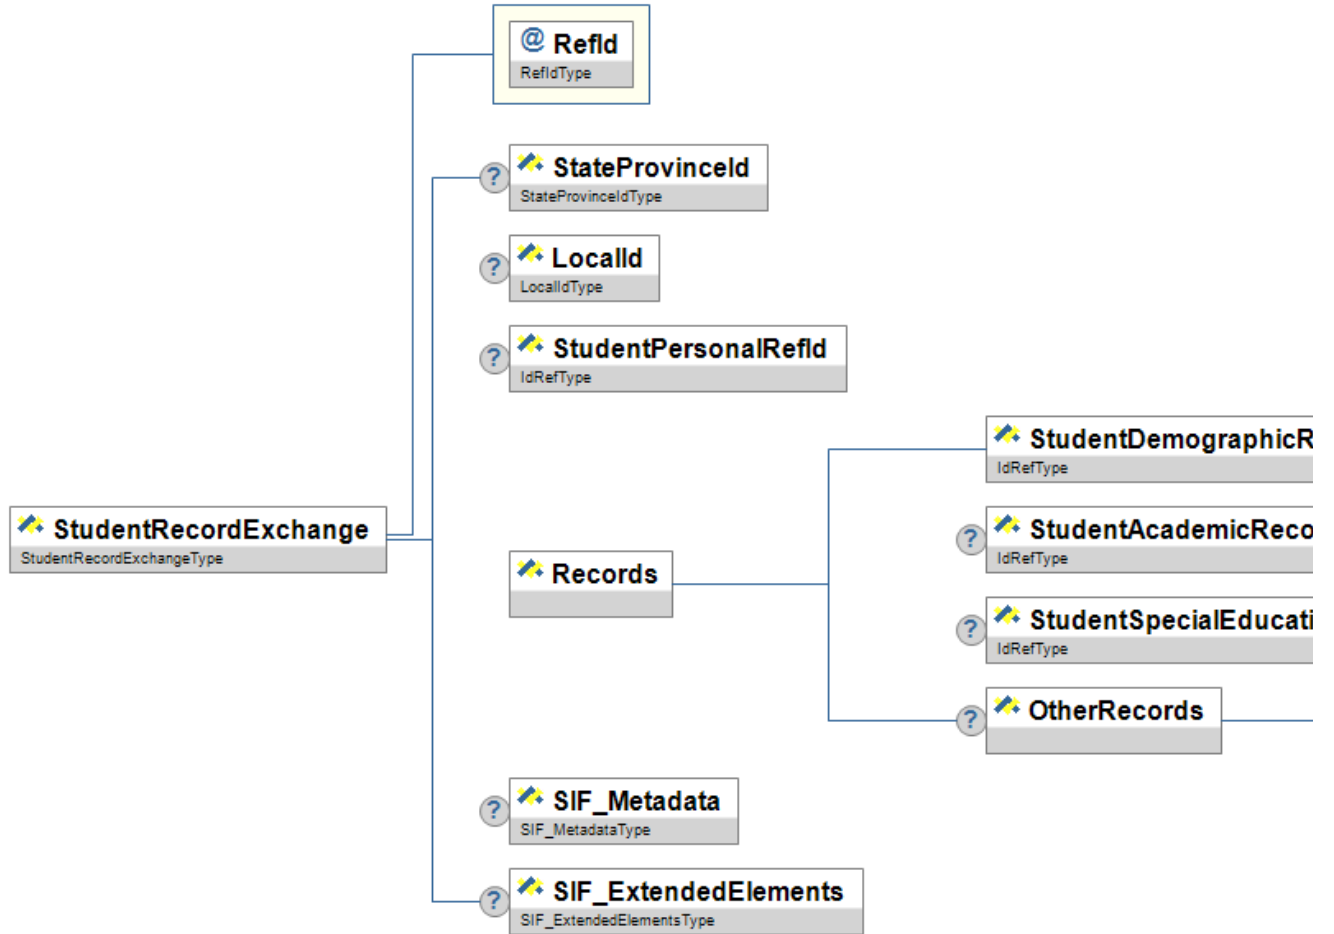 @ RefId
RefIdType
? StateProvinceId
StateProvinceIdType
? LocalId
LocalIdType
? StudentPersonalRefId
IdRefType
StudentDemographicR
IdRefType
StudentRecordExchange
StudentRecordExchangeType
? StudentAcademicReco
IdRefType
Records
? StudentSpecialEducati
IdRefType
? OtherRecords
? SIF_Metadata
SIF_MetadataType
? SIF_ExtendedElements
SIF_ExtendedElementsType